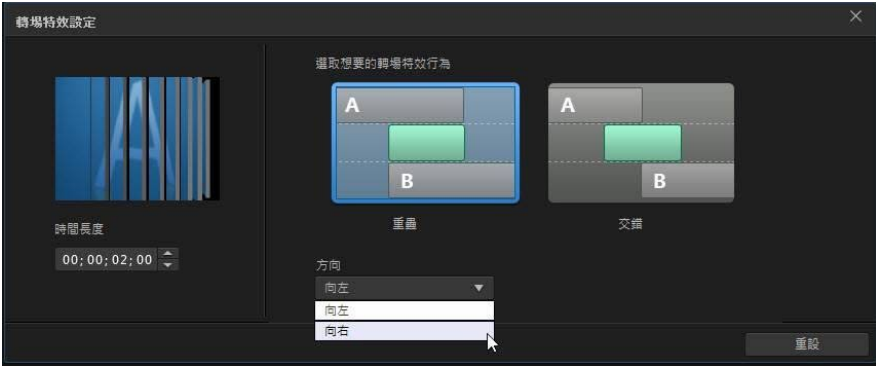 轉場特效設定
選取想要的轉場特效行為
A
B
A
B
重疊
交錯
時間長度
00;00;02;00
方向
向左
向左
向右
重設